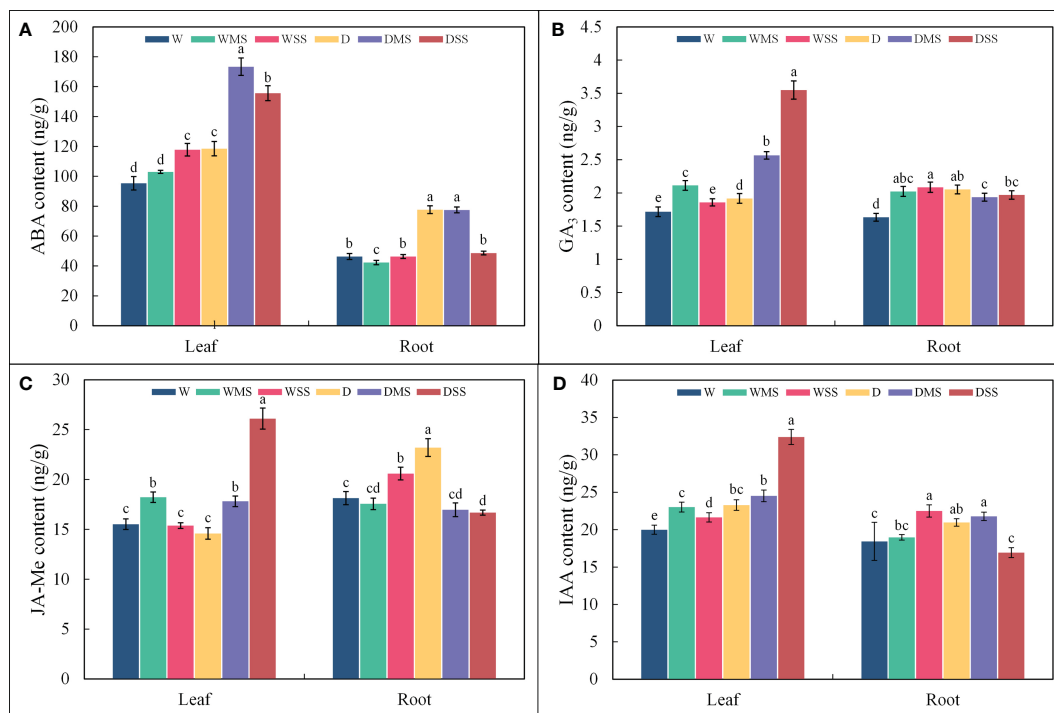 A
W WMS WSS D DMS DSS
ABA content (ng/g)
200
180
160
140
120
100
80
60
40
20
0
d d c c a b
b c b a a b
Leaf Root
B
W WMS WSS D DMS DSS
GA3 content (ng/g)
4.5
4
3.5
3
2.5
2
1.5
1
0.5
0
e c e d b a
d abc a ab c bc
Leaf Root
C
W WMS WSS D DMS DSS
JA-Me content (ng/g)
30
25
20
15
10
5
0
c b c c b a
c cd b a cd d
Leaf Root
D
W WMS WSS D DMS DSS
IAA content (ng/g)
40
35
30
25
20
15
10
5
0
e c d bc b a
c bc a ab a c
Leaf Root